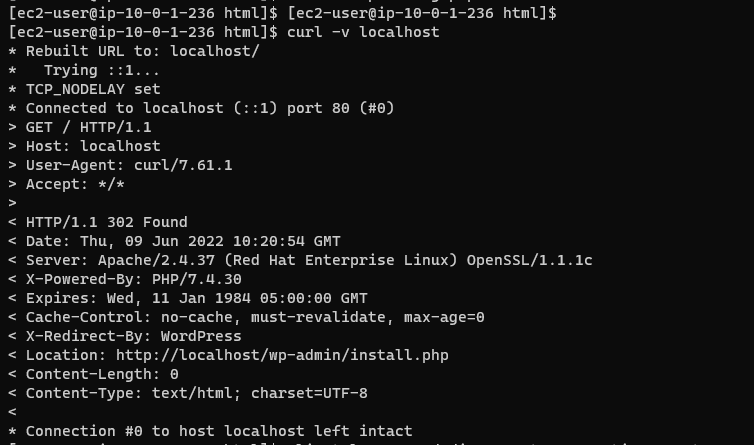 [ec2-user@ip-10-0-1-236 html]$ [ec2-user@ip-10-0-1-236 html]$
[ec2-user@ip-10-0-1-236 html]$ curl -v localhost
* Rebuilt URL to: localhost/
*   Trying ::1...
* TCP_NODELAY set
* Connected to localhost (::1) port 80 (#0)
> GET / HTTP/1.1
> Host: localhost
> User-Agent: curl/7.61.1
> Accept: */*
>
< HTTP/1.1 302 Found
< Date: Thu, 09 Jun 2022 10:20:54 GMT
< Server: Apache/2.4.37 (Red Hat Enterprise Linux) OpenSSL/1.1.1c
< X-Powered-By: PHP/7.4.30
< Expires: Wed, 11 Jan 1984 05:00:00 GMT
< Cache-Control: no-cache, must-revalidate, max-age=0
< X-Redirect-By: WordPress
< Location: http://localhost/wp-admin/install.php
< Content-Length: 0
< Content-Type: text/html; charset=UTF-8
<
* Connection #0 to host localhost left intact